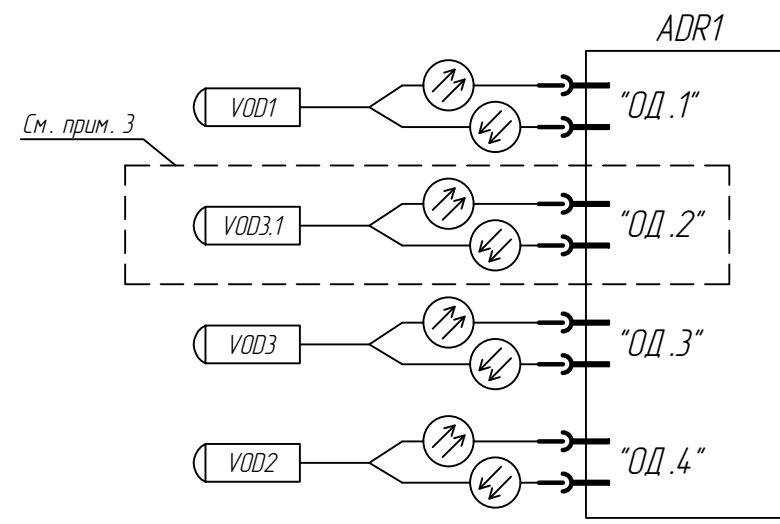 ADR1
VOD1
"ОД.1"
См. прим. 3
VOD3.1
"ОД.2"
VOD3
"ОД.3"
VOD2
"ОД.4"